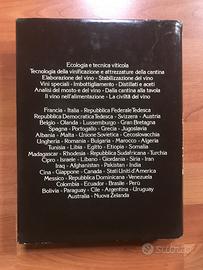 Ecologia e tecnica viticola
Tecnologia della vinificazione e attrezzature della cantina
Elaborazione del vino - Stabilizzazione del vino
Vini speciali - Imbottigliamento - Distillati e aceti
Analisi del mosto e del vino - Dalla cantina alla tavola
Il vino nell'alimentazione - La civiltà del vino
Francia - Italia - Repubblica Federale Tedesca
Repubblica Democratica Tedesca - Svizzera - Austria
Belgio - Olanda - Lussemburgo - Gran Bretagna
Spagna - Portogallo - Grecia - Jugoslavia
Albania - Malta - Unione Sovietica - Cecoslovacchia
Ungheria - Romania - Bulgaria - Marocco - Algeria
Tunisia - Libia - Egitto - Etiopia - Somalia
Madagascar - Rhodesia - Repubblica Sudafricana - Turchia
Cipro - Israele - Libano - Giordania - Siria - Iran
Iraq - Afghanistan - Pakistan - India
Cina - Giappone - Canada - Stati Uniti d'America
Messico - Repubblica Dominicana - Venezuela
Colombia - Ecuador - Brasile - Perù
Bolivia - Paraguay - Cile - Argentina - Uruguay
Australia - Nuova Zelanda
subito